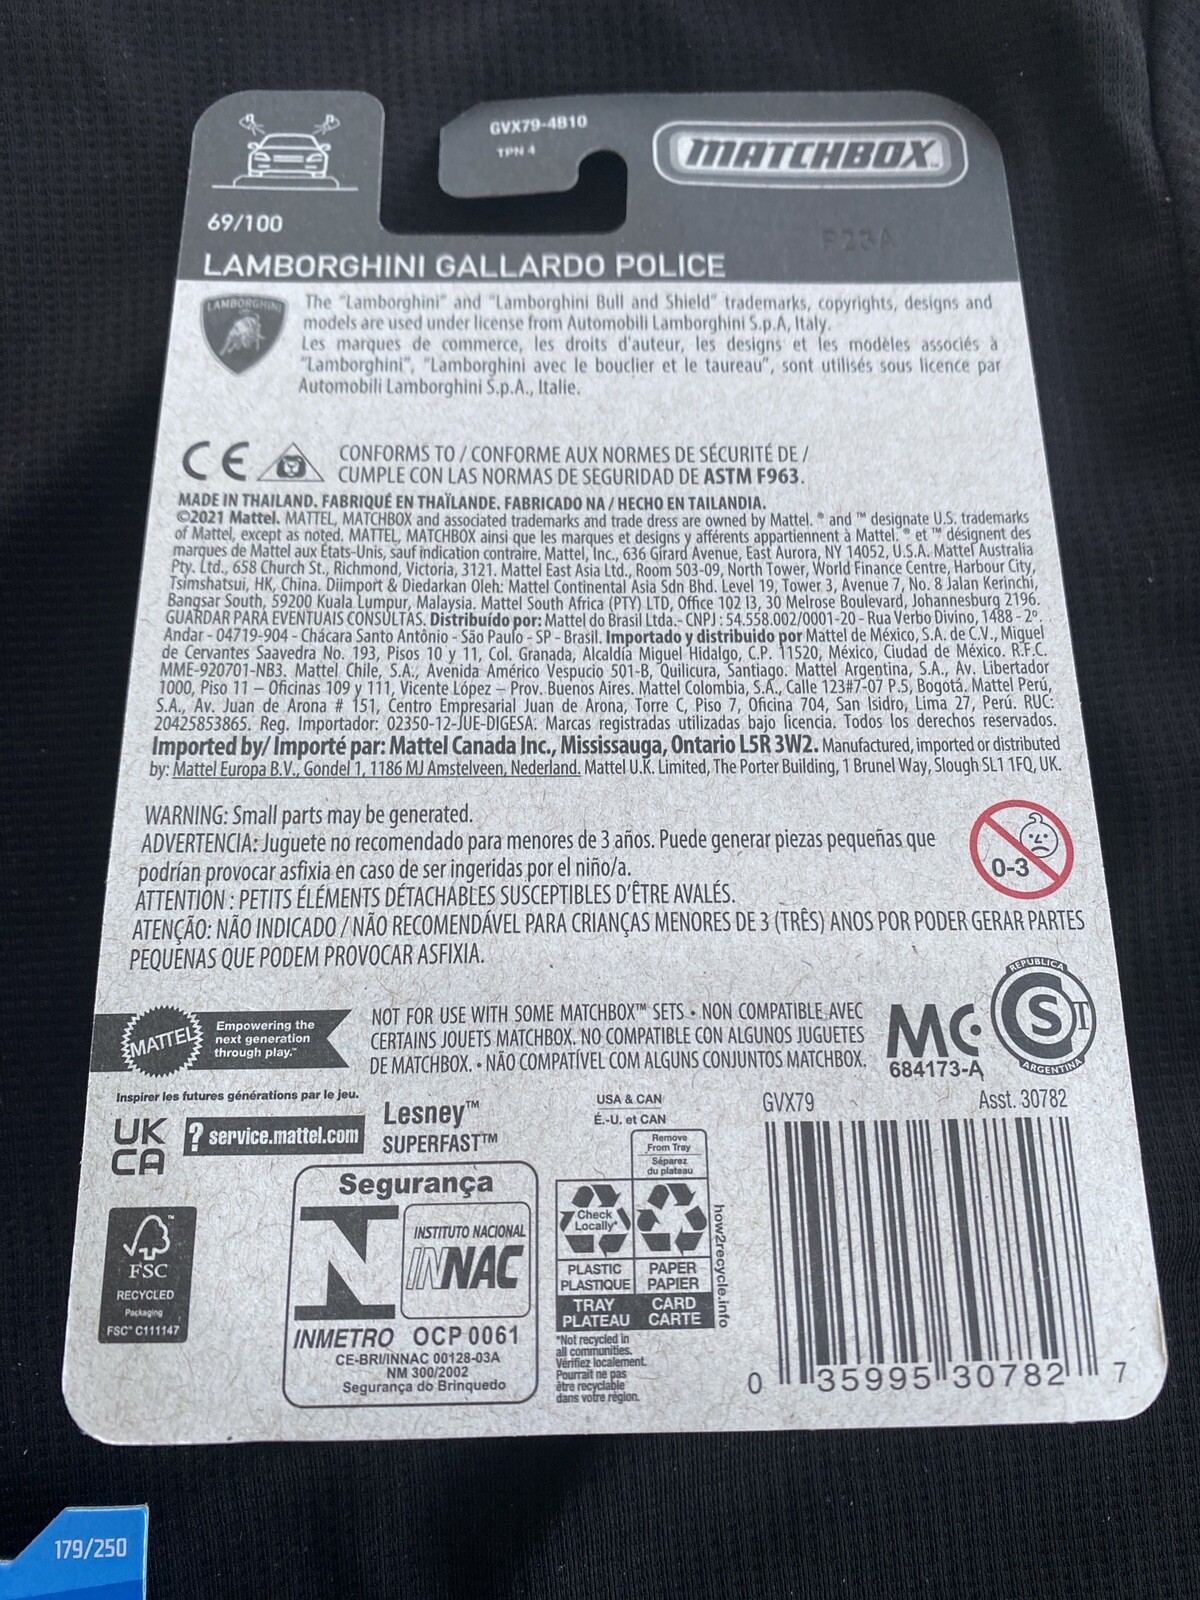 GVX79-4B10
TPN 4
MATCHBOX™
69/100
F23A
LAMBORGHINI GALLARDO POLICE
LAMBORGHINI
The "Lamborghini" and "Lamborghini Bull and Shield" trademarks, copyrights, designs and
models are used under license from Automobili Lamborghini S.p.A, Italy.
Les marques de commerce, les droits d'auteur, les designs et les modèles associés à
"Lamborghini", "Lamborghini avec le bouclier et le taureau", sont utilisés sous licence par
Automobili Lamborghini S.p.A., Italie.
CE
CONFORMS TO / CONFORME AUX NORMES DE SÉCURITÉ DE /
CUMPLE CON LAS NORMAS DE SEGURIDAD DE ASTM F963.
MADE IN THAILAND. FABRIQUÉ EN THAÏLANDE. FABRICADO NA / HECHO EN TAILANDIA.
©2021 Mattel. MATTEL, MATCHBOX and associated trademarks and trade dress are owned by Mattel. ® and ™ designate U.S. trademarks
of Mattel, except as noted. MATTEL, MATCHBOX ainsi que les marques et designs y afférents appartiennent à Mattel. ® et ™ désignent des
marques de Mattel aux États-Unis, sauf indication contraire. Mattel, Inc., 636 Girard Avenue, East Aurora, NY 14052, U.S.A. Mattel Australia
Pty. Ltd., 658 Church St., Richmond, Victoria, 3121. Mattel East Asia Ltd., Room 503-09, North Tower, World Finance Centre, Harbour City,
Tsimshatsui, HK, China. Diimport & Diedarkan Oleh: Mattel Continental Asia Sdn Bhd. Level 19, Tower 3, Avenue 7, No. 8 Jalan Kerinchi,
Bangsar South, 59200 Kuala Lumpur, Malaysia. Mattel South Africa (PTY) LTD, Office 102 I3, 30 Melrose Boulevard, Johannesburg 2196.
GUARDAR PARA EVENTUAIS CONSULTAS. Distribuído por: Mattel do Brasil Ltda.- CNPJ : 54.558.002/0001-20 - Rua Verbo Divino, 1488 - 2º.
Andar - 04719-904 - Chácara Santo Antônio - São Paulo - SP - Brasil. Importado y distribuido por Mattel de México, S.A. de C.V., Miguel
de Cervantes Saavedra No. 193, Pisos 10 y 11, Col. Granada, Alcaldía Miguel Hidalgo, C.P. 11520, México, Ciudad de México. R.F.C.
MME-920701-NB3. Mattel Chile, S.A., Avenida Américo Vespucio 501-B, Quilicura, Santiago. Mattel Argentina, S.A., Av. Libertador
1000, Piso 11 – Oficinas 109 y 111, Vicente López – Prov. Buenos Aires. Mattel Colombia, S.A., Calle 123#7-07 P.5, Bogotá. Mattel Perú,
S.A., Av. Juan de Arona # 151, Centro Empresarial Juan de Arona, Torre C, Piso 7, Oficina 704, San Isidro, Lima 27, Perú. RUC:
20425853865. Reg. Importador: 02350-12-JUE-DIGESA. Marcas registradas utilizadas bajo licencia. Todos los derechos reservados.
Imported by/ Importé par: Mattel Canada Inc., Mississauga, Ontario L5R 3W2. Manufactured, imported or distributed
by: Mattel Europa B.V., Gondel 1, 1186 MJ Amstelveen, Nederland. Mattel U.K. Limited, The Porter Building, 1 Brunel Way, Slough SL1 1FQ, UK.
WARNING: Small parts may be generated.
ADVERTENCIA: Juguete no recomendado para menores de 3 años. Puede generar piezas pequeñas que
podrían provocar asfixia en caso de ser ingeridas por el niño/a.
ATTENTION : PETITS ÉLÉMENTS DÉTACHABLES SUSCEPTIBLES D'ÊTRE AVALÉS.
ATENÇÃO: NÃO INDICADO / NÃO RECOMENDÁVEL PARA CRIANÇAS MENORES DE 3 (TRÊS) ANOS POR PODER GERAR PARTES
PEQUENAS QUE PODEM PROVOCAR ASFIXIA.
0-3
MATTEL
Empowering the
next generation
through play.™
Inspirer les futures générations par le jeu.
NOT FOR USE WITH SOME MATCHBOX™ SETS • NON COMPATIBLE AVEC
CERTAINS JOUETS MATCHBOX. NO COMPATIBLE CON ALGUNOS JUGUETES
DE MATCHBOX. • NÃO COMPATÍVEL COM ALGUNS CONJUNTOS MATCHBOX.
MC
684173-A
REPUBLICA
CST
ARGENTINA
UK
CA
? service.mattel.com
Lesney™
SUPERFAST™
FSC
RECYCLED
Packaging
FSC® C111147
Segurança
INSTITUTO NACIONAL
INNAC
INMETRO OCP 0061
CE-BRI/INNAC 00128-03A
NM 300/2002
Segurança do Brinquedo
USA & CAN
É.-U. et CAN
Remove
From Tray
Séparez
du plateau
Check
Locally*
PLASTIC
PLASTIQUE
PAPER
PAPIER
TRAY
PLATEAU
CARD
CARTE
how2recycle.info
*Not recycled in
all communities.
Vérifiez localement.
Pourrait ne pas
être recyclable
dans votre région.
GVX79 Asst. 30782
0 35995 30782 7
179/250